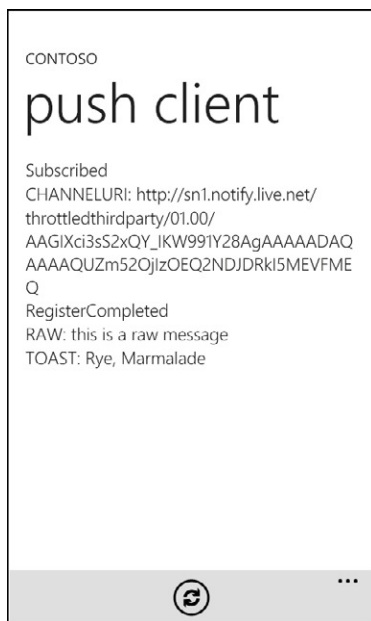 CONTOSO
push client
Subscribed
CHANNELURI: http://sn1.notify.live.net/
throttledthirdparty/01.00/
AAGIXci3sS2xQY_IKW991Y28AgAAAAADAQ
AAAAQUZm52OjIzOEQ2NDJDRkI5MEVFME
Q
RegisterCompleted
RAW: this is a raw message
TOAST: Rye, Marmalade